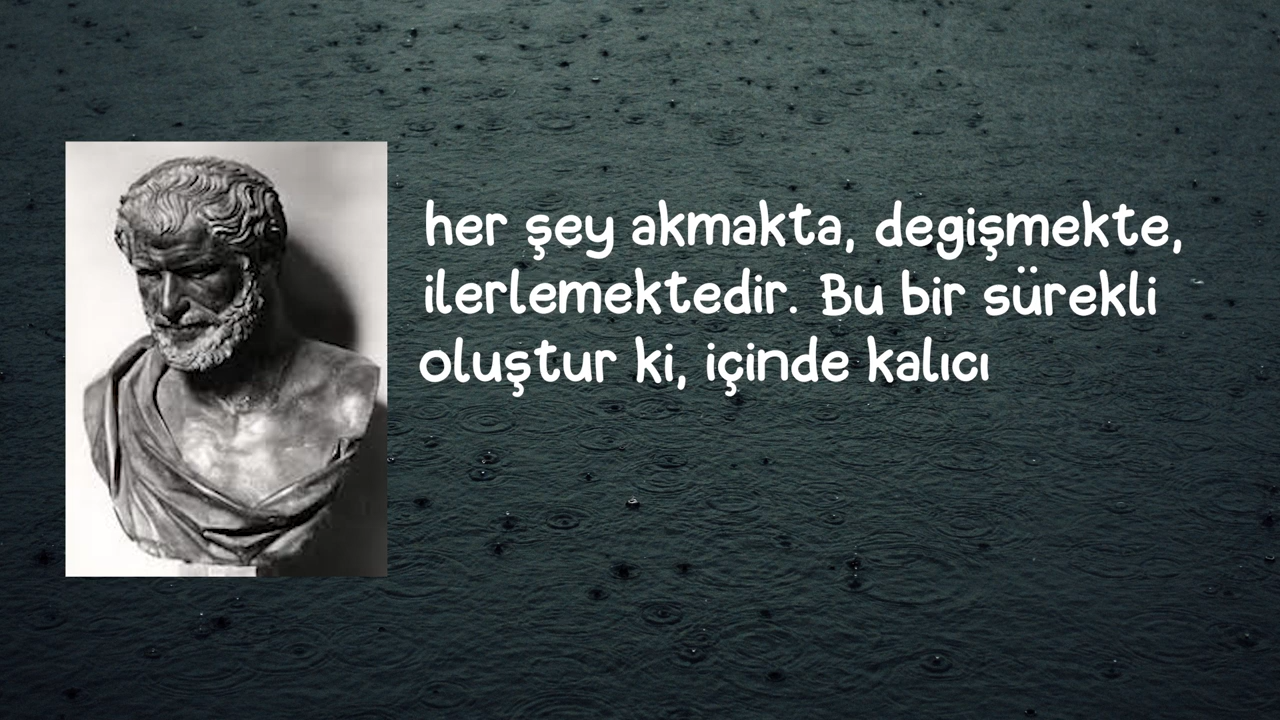 her şey akmakta, degişmekte,
ilerlemektedir. Bu bir sürekli
oluştur ki, içinde kalıcı